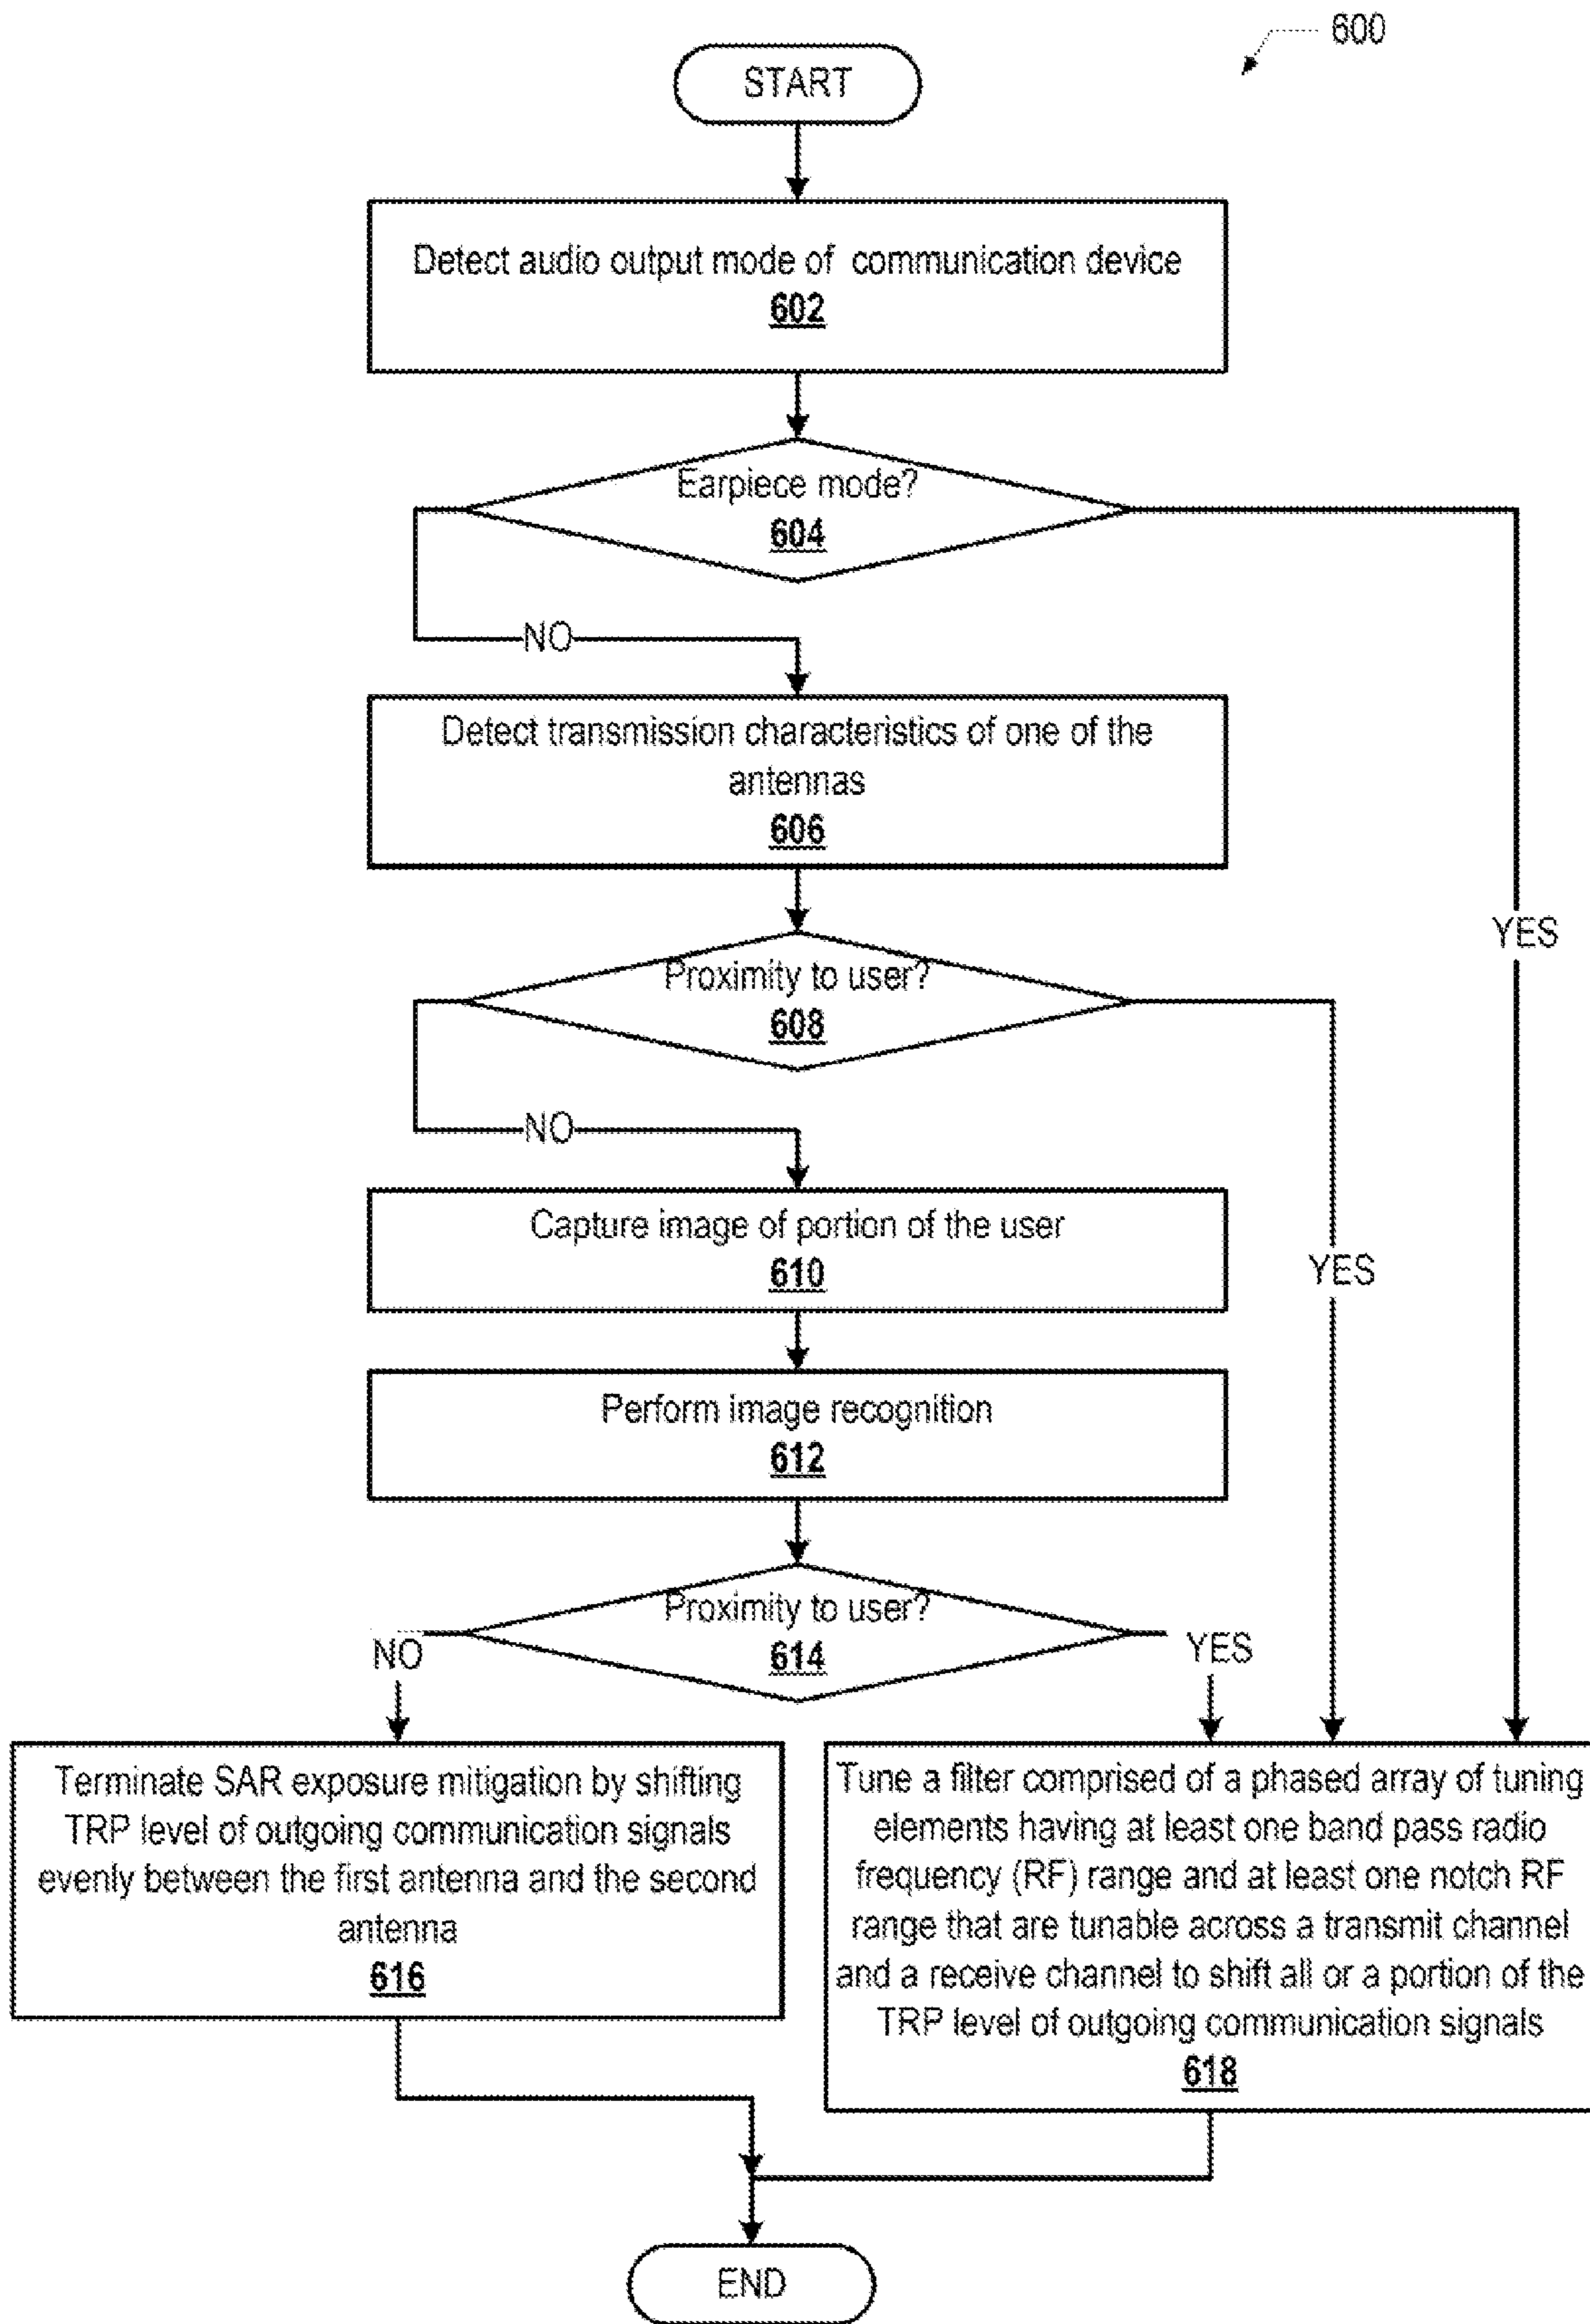 600
START
Detect audio output mode of communication device
602
Earpiece mode?
604
NO
Detect transmission characteristics of one of the
antennas
606
YES
Proximity to user?
608
NO
Capture image of portion of the user
610
YES
Perform image recognition
612
Proximity to user?
614
NO
YES
Terminate SAR exposure mitigation by shifting
TRP level of outgoing communication signals
evenly between the first antenna and the second
antenna
616
Tune a filter comprised of a phased array of tuning
elements having at least one band pass radio
frequency (RF) range and at least one notch RF
range that are tunable across a transmit channel
and a receive channel to shift all or a portion of the
TRP level of outgoing communication signals
618
END